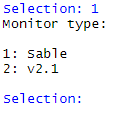 Selection: 1
Monitor type:
1: Sable
2: v2.1
Selection: